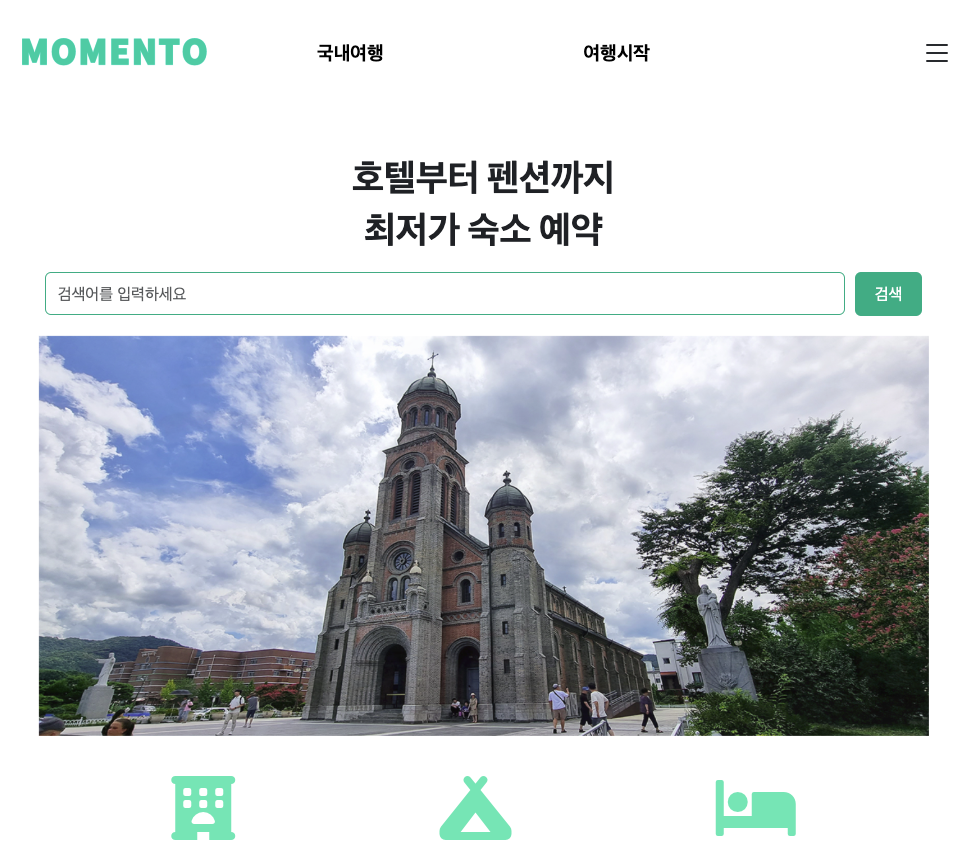 MOMENTO
국내여행
여행시작
호텔부터 펜션까지
최저가 숙소 예약
검색어를 입력하세요
검색